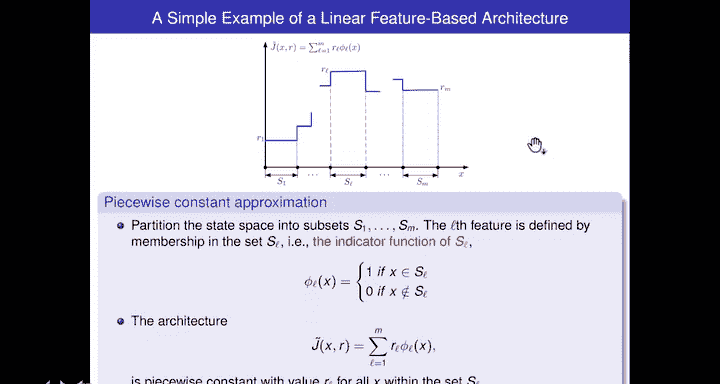 A Simple Example of a Linear Feature-Based Architecture
J̃(x, r) = ∑ᵐℓ₌₁ rℓϕℓ(x)
rℓ
rm
r1
x
S1 ... Sℓ ... Sm
Piecewise constant approximation
Partition the state space into subsets S1, . . . , Sm. The ℓth feature is defined by
membership in the set Sℓ, i.e., the indicator function of Sℓ,
ϕℓ(x) = { 1 if x ∈ Sℓ
0 if x ∉ Sℓ
The architecture
J̃(x, r) = ∑ᵐℓ₌₁ rℓϕℓ(x),
is piecewise constant with value rℓ for all x within the set Sℓ